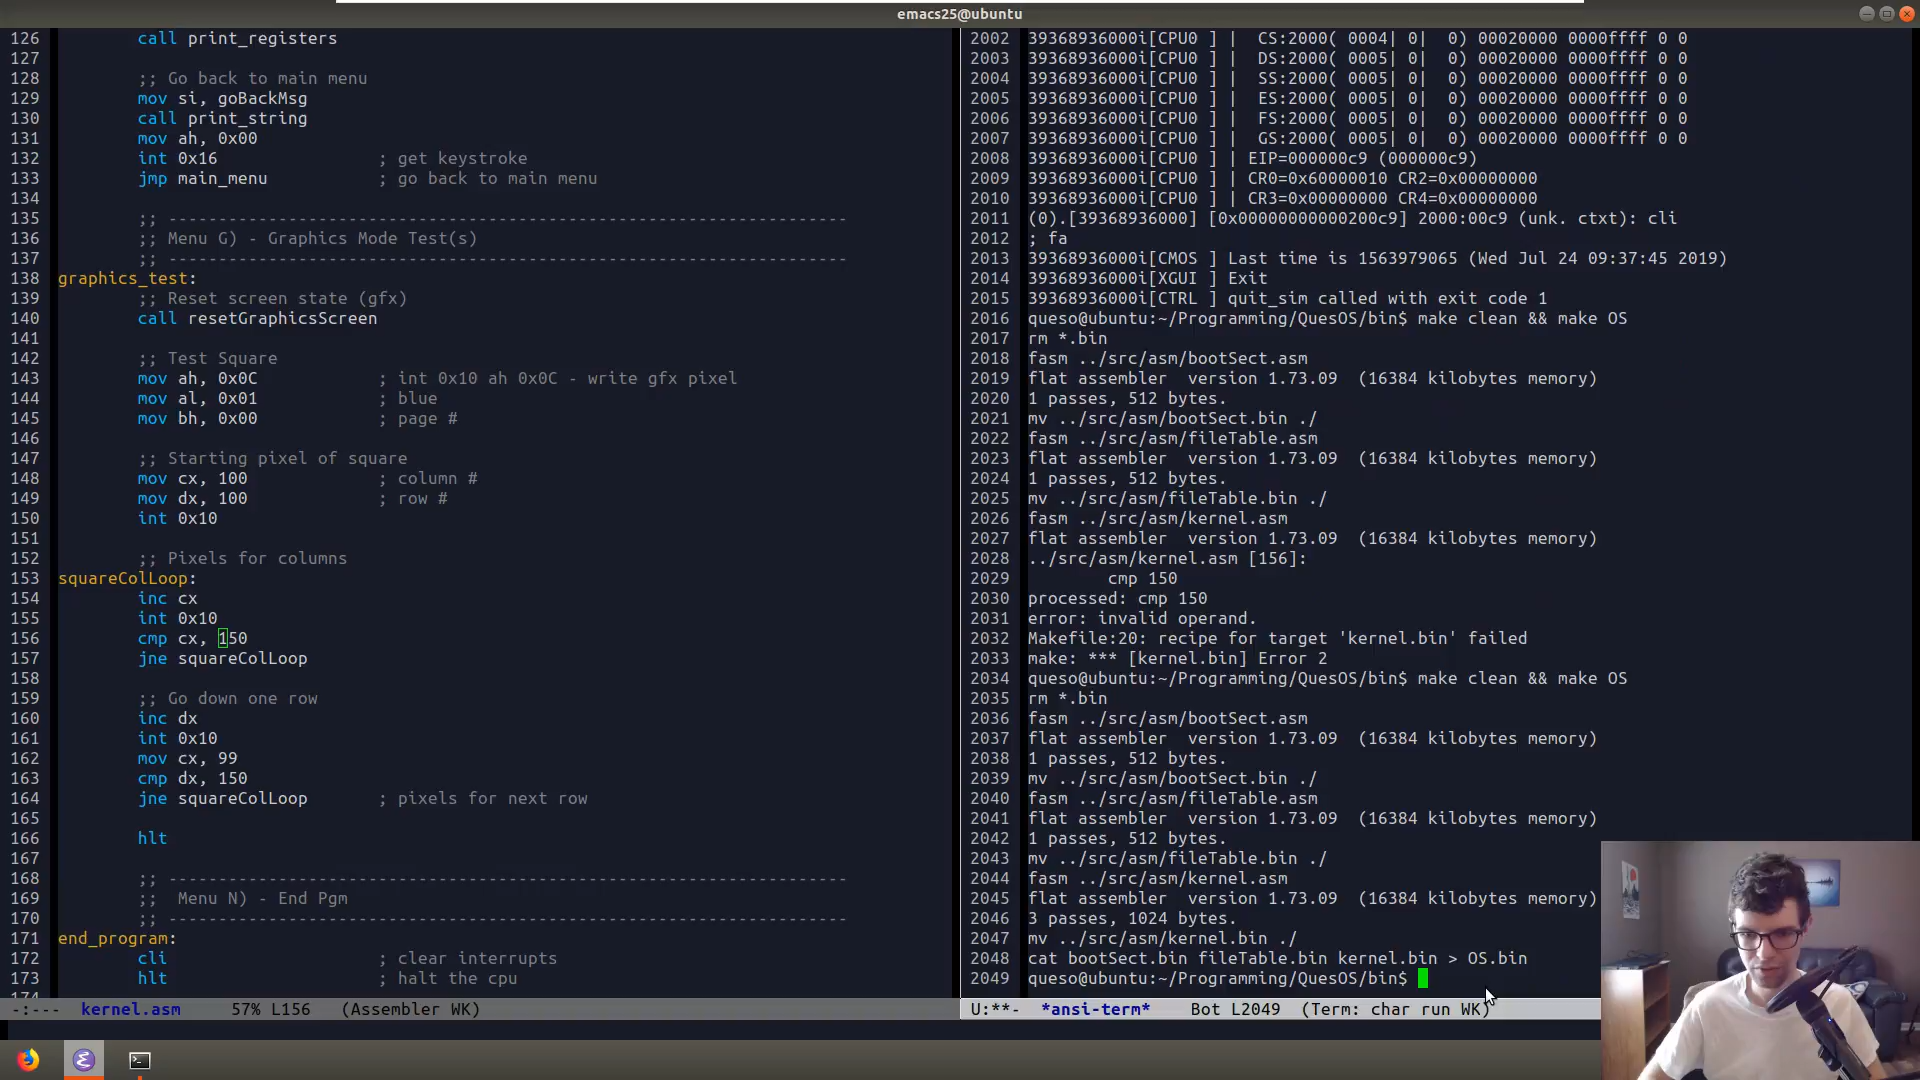 emacs25@ubuntu
126 call print_registers
127
128 ;; Go back to main menu
129 mov si, goBackMsg
130 call print_string
131 mov ah, 0x00
132 int 0x16 ; get keystroke
133 jmp main_menu ; go back to main menu
134
135 ;; --------------------------------------------------------------------
136 ;; Menu G) - Graphics Mode Test(s)
137 ;; --------------------------------------------------------------------
138 graphics_test:
139 ;; Reset screen state (gfx)
140 call resetGraphicsScreen
141
142 ;; Test Square
143 mov ah, 0x0C ; int 0x10 ah 0x0C - write gfx pixel
144 mov al, 0x01 ; blue
145 mov bh, 0x00 ; page #
146
147 ;; Starting pixel of square
148 mov cx, 100 ; column #
149 mov dx, 100 ; row #
150 int 0x10
151
152 ;; Pixels for columns
153 squareColLoop:
154 inc cx
155 int 0x10
156 cmp cx, 150
157 jne squareColLoop
158
159 ;; Go down one row
160 inc dx
161 int 0x10
162 mov cx, 99
163 cmp dx, 150
164 jne squareColLoop ; pixels for next row
165
166 hlt
167
168 ;; --------------------------------------------------------------------
169 ;; Menu N) - End Pgm
170 ;; --------------------------------------------------------------------
171 end_program:
172 cli ; clear interrupts
173 hlt ; halt the cpu
-:--- kernel.asm 57% L156 (Assembler WK)
2002 39368936000i[CPU0 ] | CS:2000( 0004| 0| 0) 00020000 0000ffff 0 0
2003 39368936000i[CPU0 ] | DS:2000( 0005| 0| 0) 00020000 0000ffff 0 0
2004 39368936000i[CPU0 ] | SS:2000( 0005| 0| 0) 00020000 0000ffff 0 0
2005 39368936000i[CPU0 ] | ES:2000( 0005| 0| 0) 00020000 0000ffff 0 0
2006 39368936000i[CPU0 ] | FS:2000( 0005| 0| 0) 00020000 0000ffff 0 0
2007 39368936000i[CPU0 ] | GS:2000( 0005| 0| 0) 00020000 0000ffff 0 0
2008 39368936000i[CPU0 ] | EIP=000000c9 (000000c9)
2009 39368936000i[CPU0 ] | CR0=0x60000010 CR2=0x00000000
2010 39368936000i[CPU0 ] | CR3=0x00000000 CR4=0x00000000
2011 (0).[39368936000] [0x00000000000200c9] 2000:00c9 (unk. ctxt): cli
2012 ; fa
2013 39368936000i[CMOS ] Last time is 1563979065 (Wed Jul 24 09:37:45 2019)
2014 39368936000i[XGUI ] Exit
2015 39368936000i[CTRL ] quit_sim called with exit code 1
2016 queso@ubuntu:~/Programming/QuesOS/bin$ make clean && make OS
2017 rm *.bin
2018 fasm ../src/asm/bootSect.asm
2019 flat assembler version 1.73.09 (16384 kilobytes memory)
2020 1 passes, 512 bytes.
2021 mv ../src/asm/bootSect.bin ./
2022 fasm ../src/asm/fileTable.asm
2023 flat assembler version 1.73.09 (16384 kilobytes memory)
2024 1 passes, 512 bytes.
2025 mv ../src/asm/fileTable.bin ./
2026 fasm ../src/asm/kernel.asm
2027 flat assembler version 1.73.09 (16384 kilobytes memory)
2028 ../src/asm/kernel.asm [156]:
2029 cmp 150
2030 processed: cmp 150
2031 error: invalid operand.
2032 Makefile:20: recipe for target 'kernel.bin' failed
2033 make: *** [kernel.bin] Error 2
2034 queso@ubuntu:~/Programming/QuesOS/bin$ make clean && make OS
2035 rm *.bin
2036 fasm ../src/asm/bootSect.asm
2037 flat assembler version 1.73.09 (16384 kilobytes memory)
2038 1 passes, 512 bytes.
2039 mv ../src/asm/bootSect.bin ./
2040 fasm ../src/asm/fileTable.asm
2041 flat assembler version 1.73.09 (16384 kilobytes memory)
2042 1 passes, 512 bytes.
2043 mv ../src/asm/fileTable.bin ./
2044 fasm ../src/asm/kernel.asm
2045 flat assembler version 1.73.09 (16384 kilobytes memory)
2046 3 passes, 1024 bytes.
2047 mv ../src/asm/kernel.bin ./
2048 cat bootSect.bin fileTable.bin kernel.bin > OS.bin
2049 queso@ubuntu:~/Programming/QuesOS/bin$
U:**- *ansi-term* Bot L2049 (Term: char run WK)